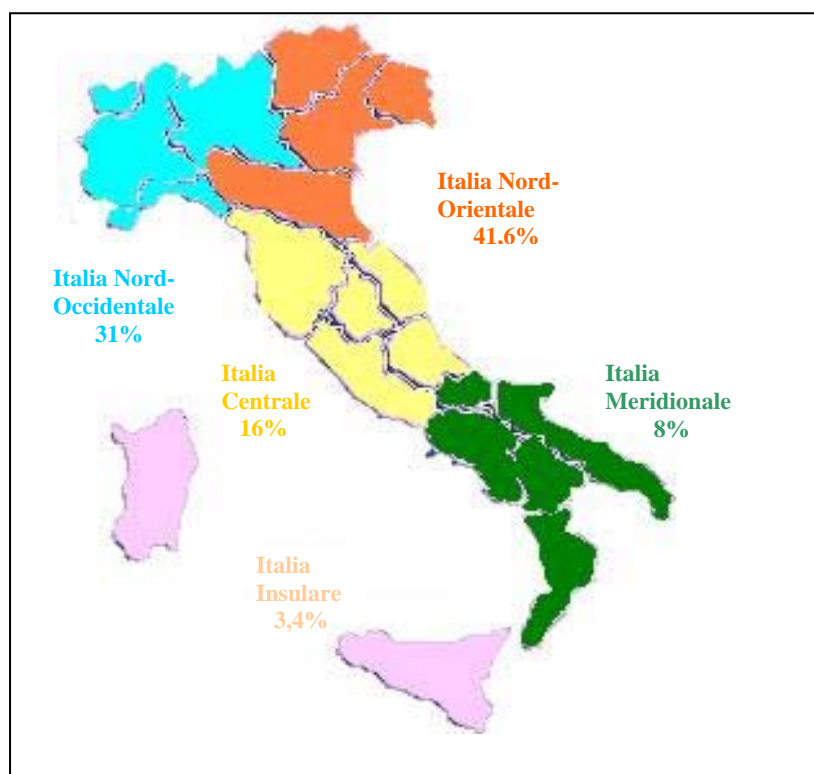 Italia Nord-
Orientale
41.6%
Italia Nord-
Occidentale
31%
Italia
Centrale
16%
Italia
Meridionale
8%
Italia
Insulare
3,4%